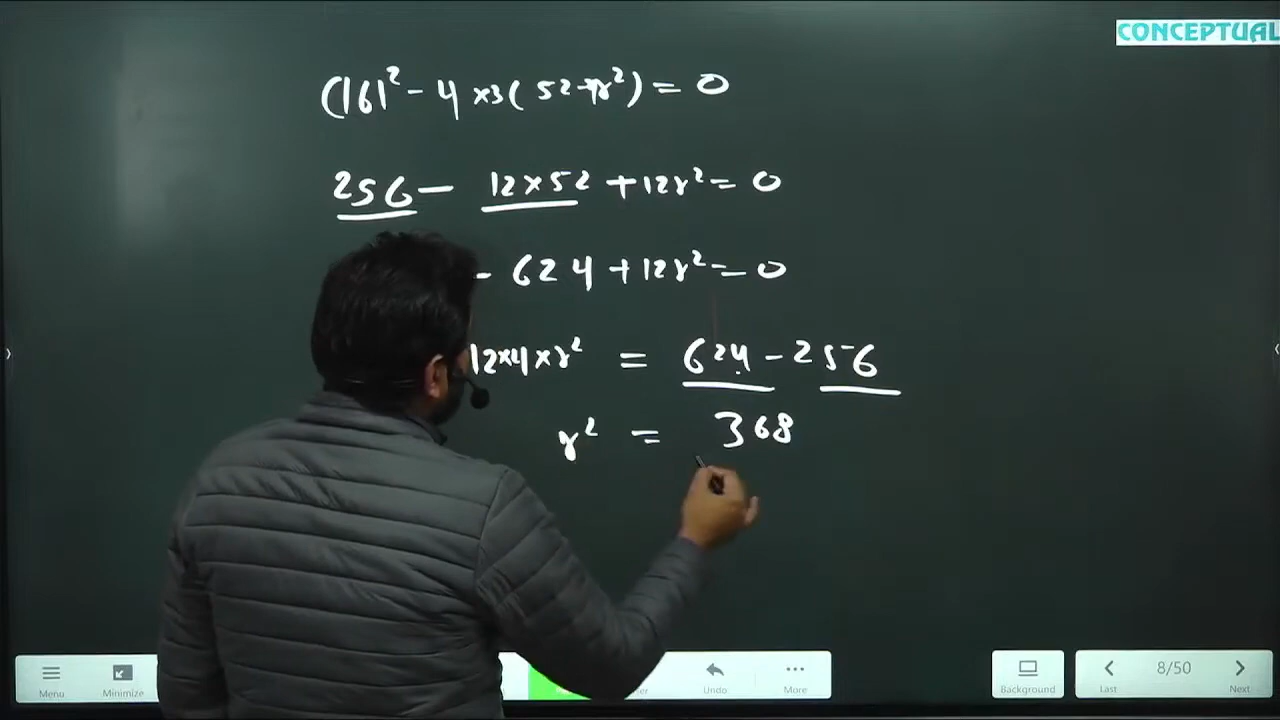 CONCEPTUAL
(16)² - 4 ×3( 52-r²) = 0
256 - 12×52 +12r² = 0
- 624 +12r² = 0
12×4×r² = 624 - 256
r² = 368
Menu
Minimize
Undo
More
Background
8/50
Last
Next